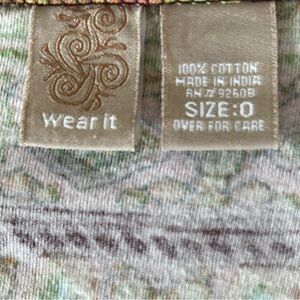 Wear it
100% COTTON
MADE IN INDIA
RN# 92608
SIZE:0
OVER FOR CARE